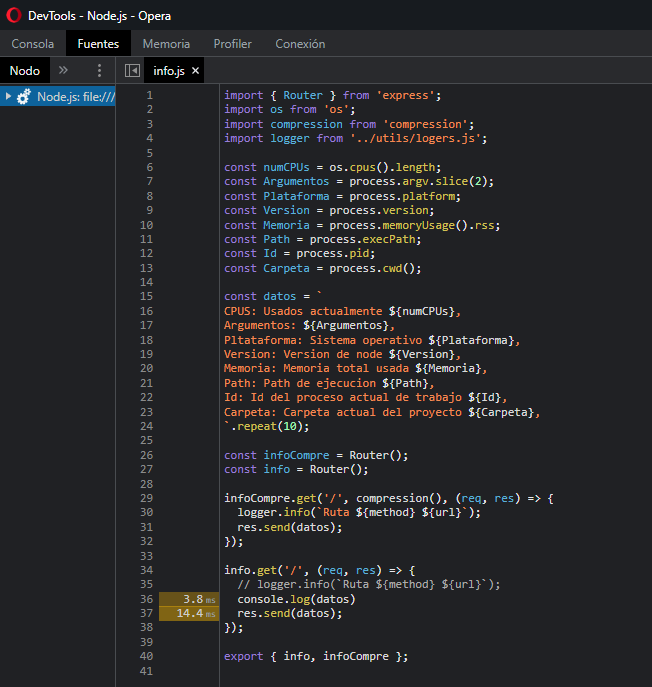 DevTools - Node.js - Opera
Consola Fuentes Memoria Profiler Conexión
Nodo » info.js ×
Node.js: file:///
1 import { Router } from 'express';
2 import os from 'os';
3 import compression from 'compression';
4 import logger from '../utils/logers.js';
5
6 const numCPUs = os.cpus().length;
7 const Argumentos = process.argv.slice(2);
8 const Plataforma = process.platform;
9 const Version = process.version;
10 const Memoria = process.memoryUsage().rss;
11 const Path = process.execPath;
12 const Id = process.pid;
13 const Carpeta = process.cwd();
14
15 const datos = `
16 CPUS: Usados actualmente ${numCPUs},
17 Argumentos: ${Argumentos},
18 Pltataforma: Sistema operativo ${Plataforma},
19 Version: Version de node ${Version},
20 Memoria: Memoria total usada ${Memoria},
21 Path: Path de ejecucion ${Path},
22 Id: Id del proceso actual de trabajo ${Id},
23 Carpeta: Carpeta actual del proyecto ${Carpeta},
24 `.repeat(10);
25
26 const infoCompre = Router();
27 const info = Router();
28
29 infoCompre.get('/', compression(), (req, res) => {
30 logger.info(`Ruta ${method} ${url}`);
31 res.send(datos);
32 });
33
34 info.get('/', (req, res) => {
35 // logger.info(`Ruta ${method} ${url}`);
36 3.8 ms console.log(datos)
37 14.4 ms res.send(datos);
38 });
39
40 export { info, infoCompre };
41